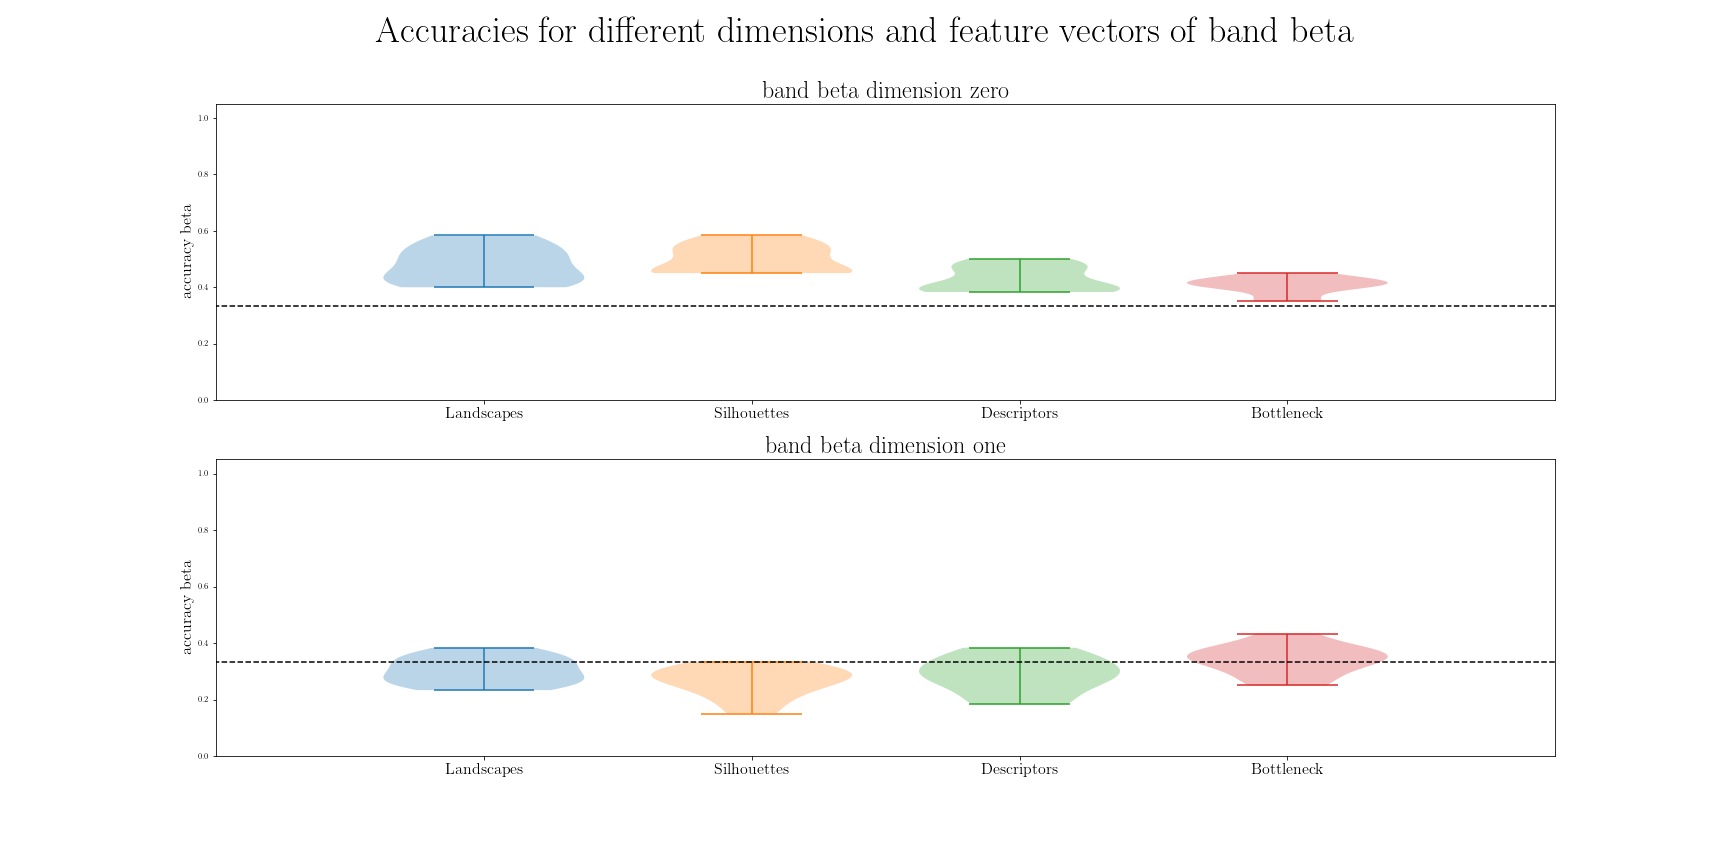 Accuracies for different dimensions and feature vectors of band beta
band beta dimension zero
accuracy beta
1.0
0.8
0.6
0.4
0.2
0.0
Landscapes Silhouettes Descriptors Bottleneck
band beta dimension one
accuracy beta
1.0
0.8
0.6
0.4
0.2
0.0
Landscapes Silhouettes Descriptors Bottleneck